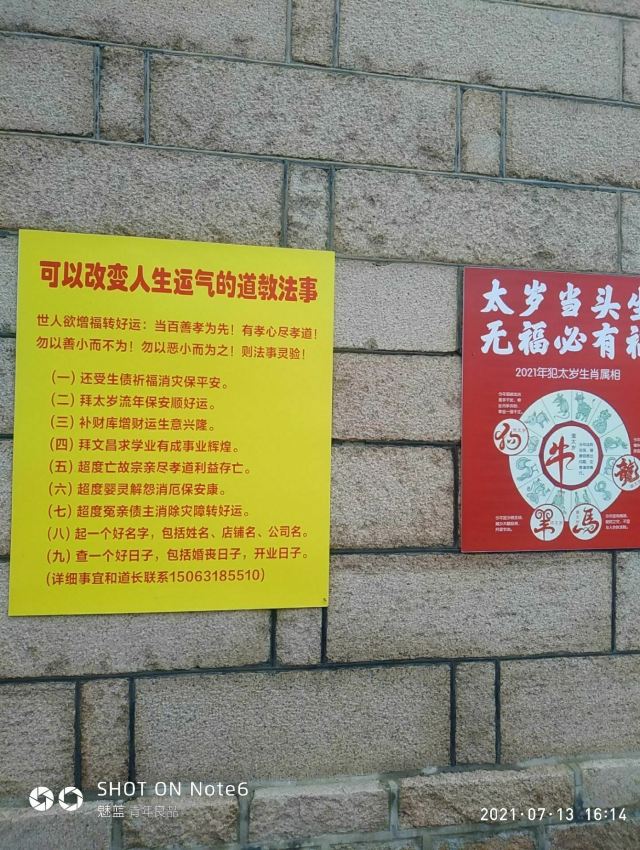 可以改变人生运气的道教法事
世人欲增福转好运：当百善孝为先！有孝心尽孝道！
勿以善小而不为！勿以恶小而为之！则法事灵验！
（一）还受生债祈福消灾保平安。
（二）拜太岁流年保安顺好运。
（三）补财库增财运生意兴隆。
（四）拜文昌求学业有成事业辉煌。
（五）超度亡故宗亲尽孝道利益存亡。
（六）超度婴灵解怨消厄保安康。
（七）超度冤亲债主消除灾障转好运。
（八）起一个好名字，包括姓名、店铺名、公司名。
（九）查一个好日子，包括婚丧日子，开业日子。
（详细事宜和道长联系15063185510）
太岁当头坐
无福必有祸
2021年犯太岁生肖属相
狗
牛
龍
羊
馬
SHOT ON Note6
魅蓝 青年良品
2021·07·13 16:14